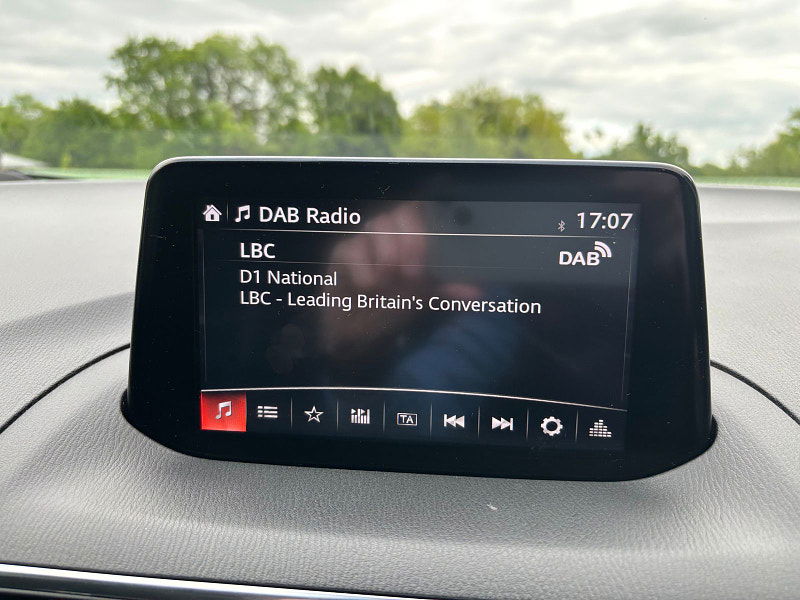 DAB Radio 17:07
LBC DAB
D1 National
LBC - Leading Britain's Conversation
TA